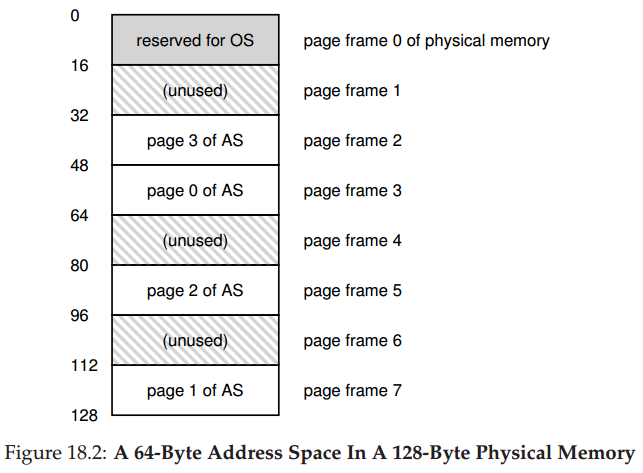 0
reserved for OS page frame 0 of physical memory
16
(unused) page frame 1
32
page 3 of AS page frame 2
48
page 0 of AS page frame 3
64
(unused) page frame 4
80
page 2 of AS page frame 5
96
(unused) page frame 6
112
page 1 of AS page frame 7
128
Figure 18.2: A 64-Byte Address Space In A 128-Byte Physical Memory